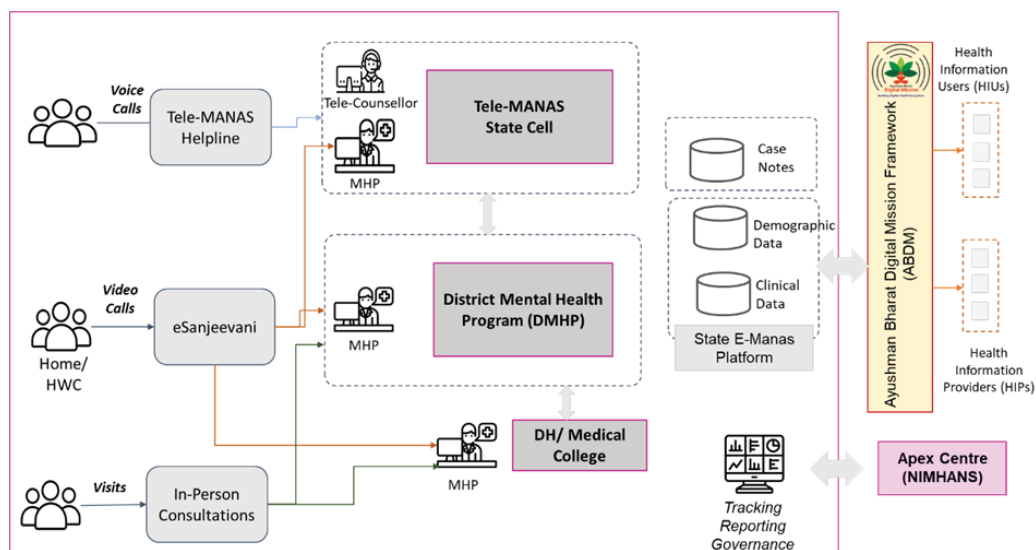 Voice
Calls
Tele-MANAS
Helpline
Tele-Counsellor
MHP
Tele-MANAS
State Cell
Case
Notes
Demographic
Data
Clinical
Data
State E-Manas
Platform
Video
Calls
Home/
HWC
eSanjeevani
MHP
District Mental Health
Program (DMHP)
DH/ Medical
College
MHP
Visits
In-Person
Consultations
Tracking
Reporting
Governance
Digital Mission
Ayushman Bharat Digital Mission Framework
(ABDM)
Health
Information
Users (HIUs)
Health
Information
Providers (HIPs)
Apex Centre
(NIMHANS)